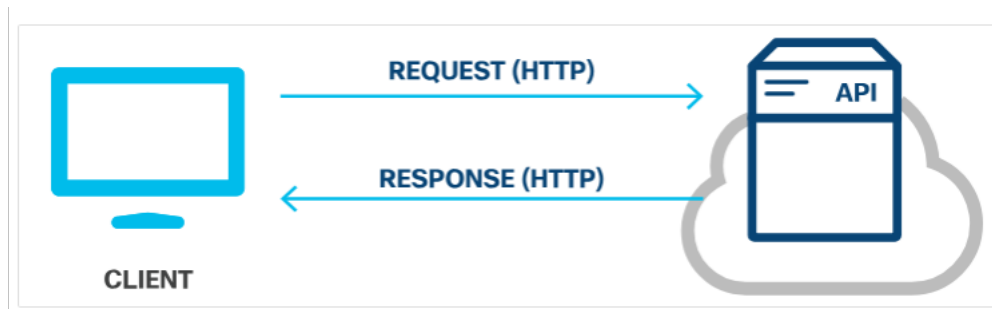 REQUEST (HTTP)
API
RESPONSE (HTTP)
CLIENT